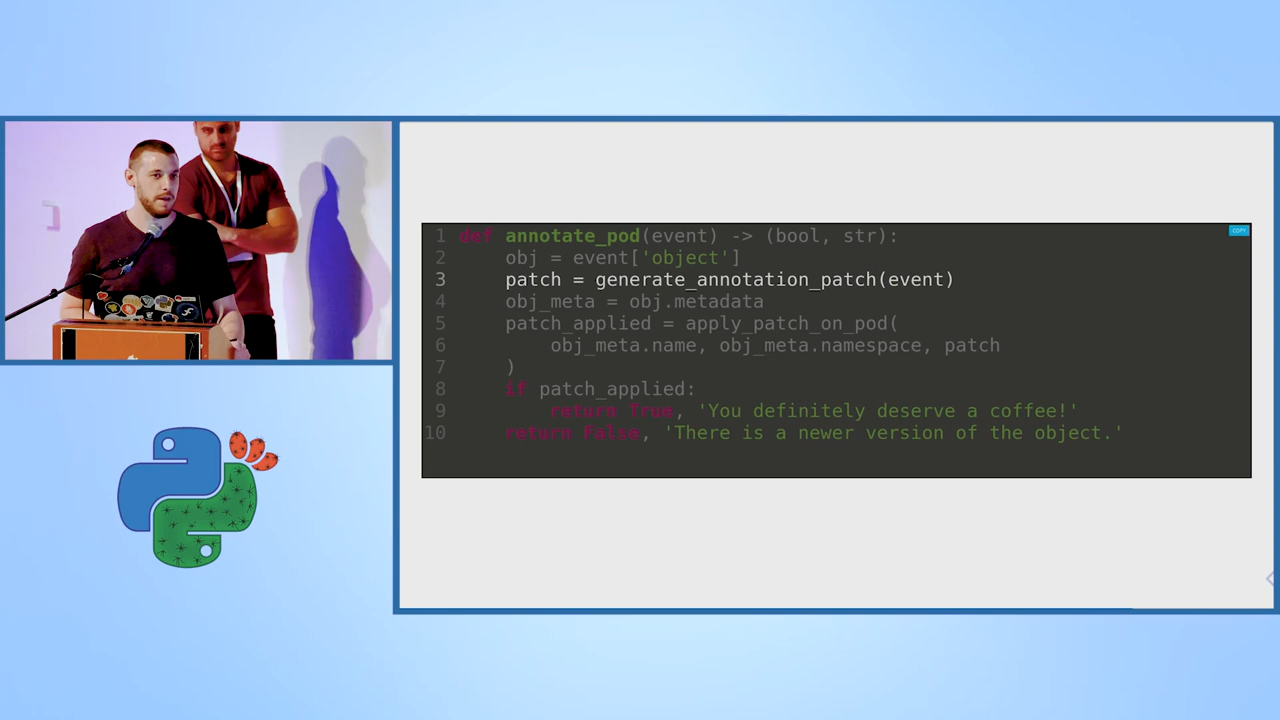 COPY
1 def annotate_pod(event) -> (bool, str):
2 obj = event['object']
3 patch = generate_annotation_patch(event)
4 obj_meta = obj.metadata
5 patch_applied = apply_patch_on_pod(
6 obj_meta.name, obj_meta.namespace, patch
7 )
8 if patch_applied:
9 return True, 'You definitely deserve a coffee!'
10 return False, 'There is a newer version of the object.'